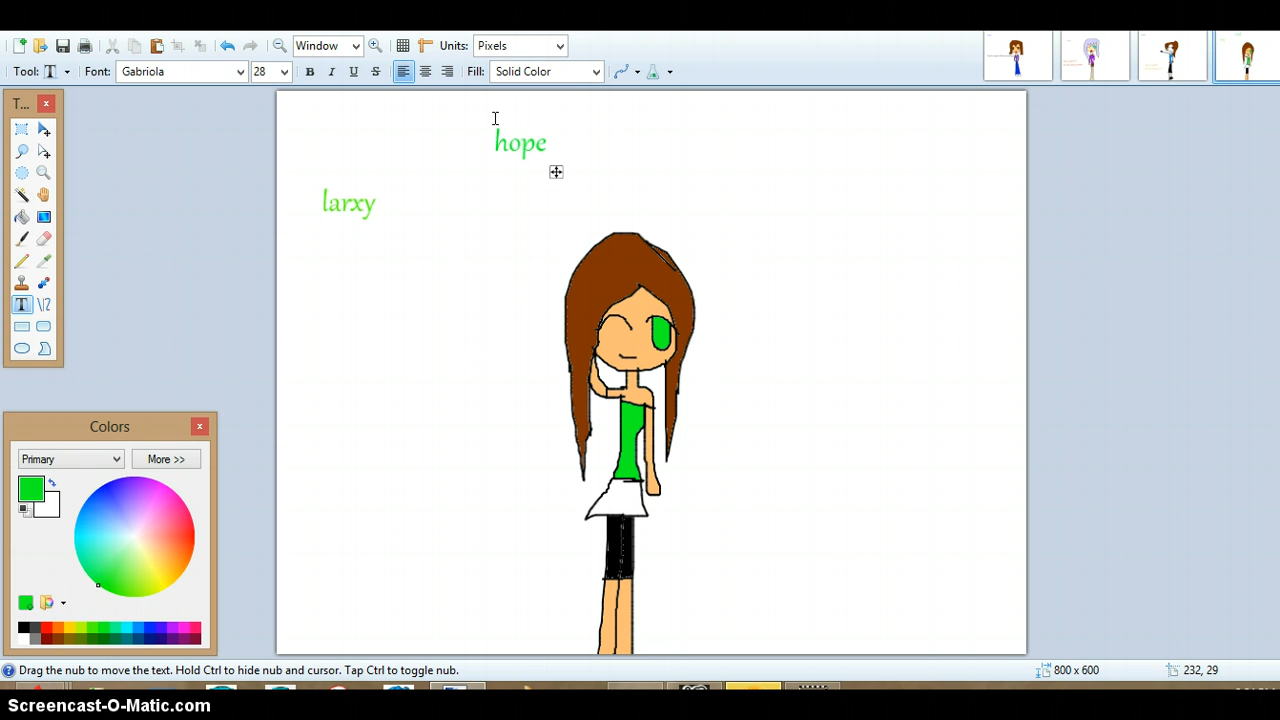 Window
Units:
Pixels
Tool:
Font:
Gabriola
28
B I U S
Fill:
Solid Color
T...
hope
larxy
Colors
Primary
More >>
Drag the nub to move the text. Hold Ctrl to hide nub and cursor. Tap Ctrl to toggle nub.
800 x 600
232, 29
Screencast-O-Matic.com